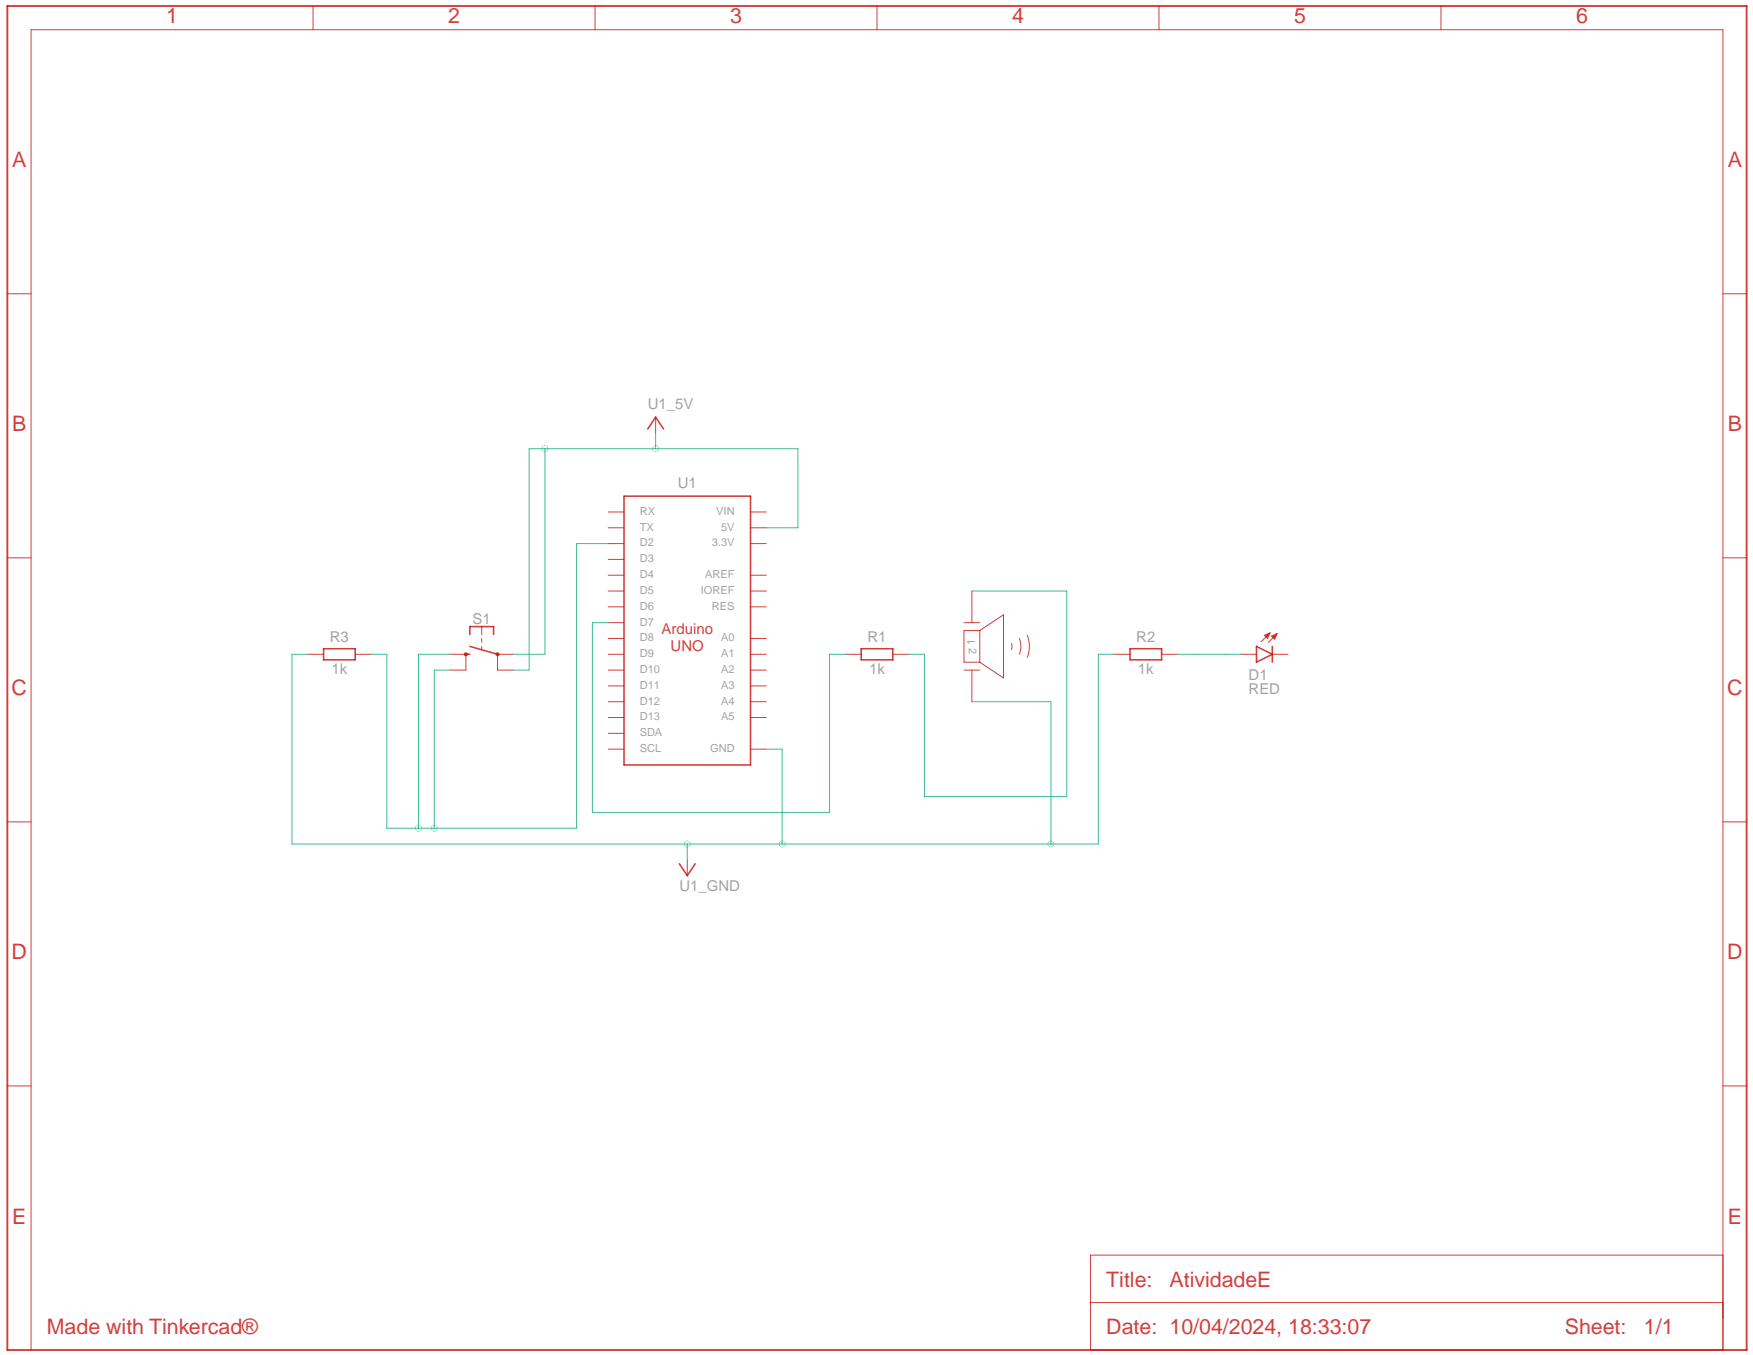 1 2 3 4 5 6
A A
B B
U1_5V
U1
RX VIN
TX 5V
D2 3.3V
D3
D4 AREF
D5 IOREF
D6 RES
D7
D8 A0
D9 A1
D10 A2
D11 A3
D12 A4
D13 A5
SDA
SCL GND
Arduino
UNO
S1
R3
1k
R1
1k
1 2
R2
1k
D1
RED
C C
U1_GND
D D
E E
Title: AtividadeE
Made with Tinkercad®
Date: 10/04/2024, 18:33:07 Sheet: 1/1